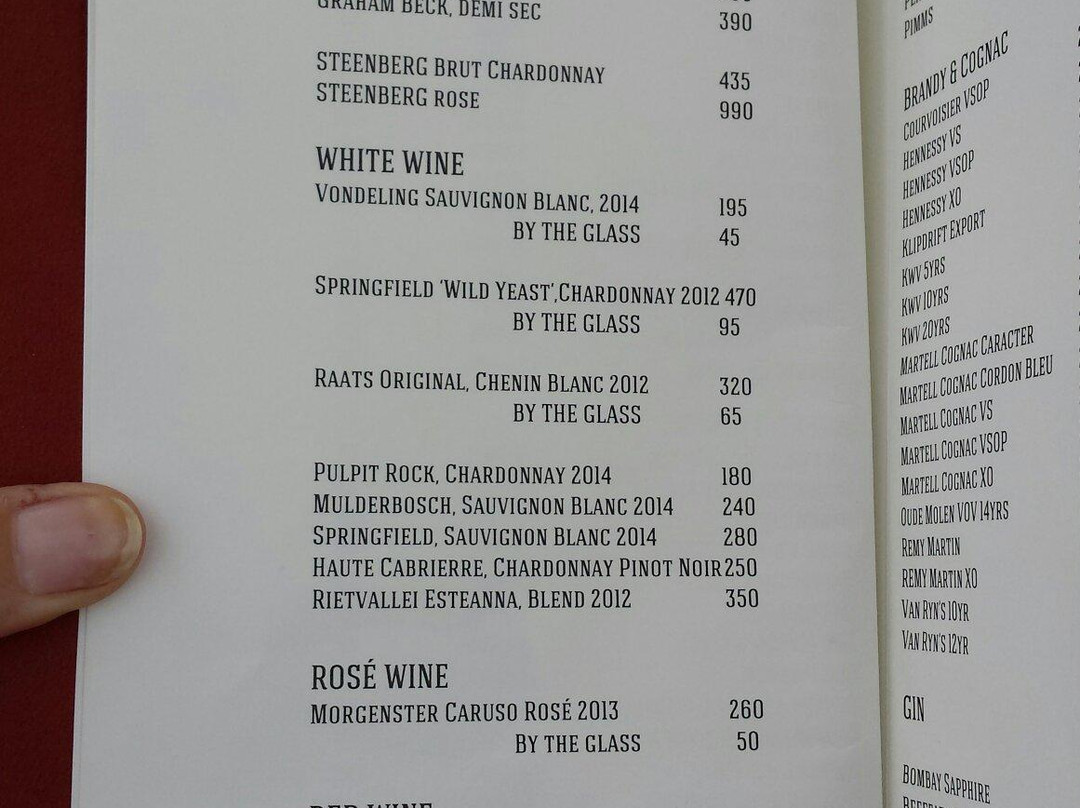 GRAHAM BECK, DEMI SEC 390
STEENBERG BRUT CHARDONNAY 435
STEENBERG ROSE 990
WHITE WINE
VONDELING SAUVIGNON BLANC, 2014 195
BY THE GLASS 45
SPRINGFIELD ‘WILD YEAST’,CHARDONNAY 2012 470
BY THE GLASS 95
RAATS ORIGINAL, CHENIN BLANC 2012 320
BY THE GLASS 65
PULPIT ROCK, CHARDONNAY 2014 180
MULDERBOSCH, SAUVIGNON BLANC 2014 240
SPRINGFIELD, SAUVIGNON BLANC 2014 280
HAUTE CABRIERRE, CHARDONNAY PINOT NOIR 250
RIETVALLEI ESTEANNA, BLEND 2012 350
ROSÉ WINE
MORGENSTER CARUSO ROSÉ 2013 260
BY THE GLASS 50
RED WINE
PIMMS
BRANDY & COGNAC
COURVOISIER VSOP
HENNESSY VS
HENNESSY VSOP
HENNESSY XO
KLIPDRIFT EXPORT
KWV 5YRS
KWV 10YRS
KWV 20YRS
MARTELL COGNAC CARACTER
MARTELL COGNAC CORDON BLEU
MARTELL COGNAC VS
MARTELL COGNAC VSOP
MARTELL COGNAC XO
OUDE MOLEN VOV 14YRS
REMY MARTIN
REMY MARTIN XO
VAN RYN'S 10YR
VAN RYN'S 12YR
GIN
BOMBAY SAPPHIRE